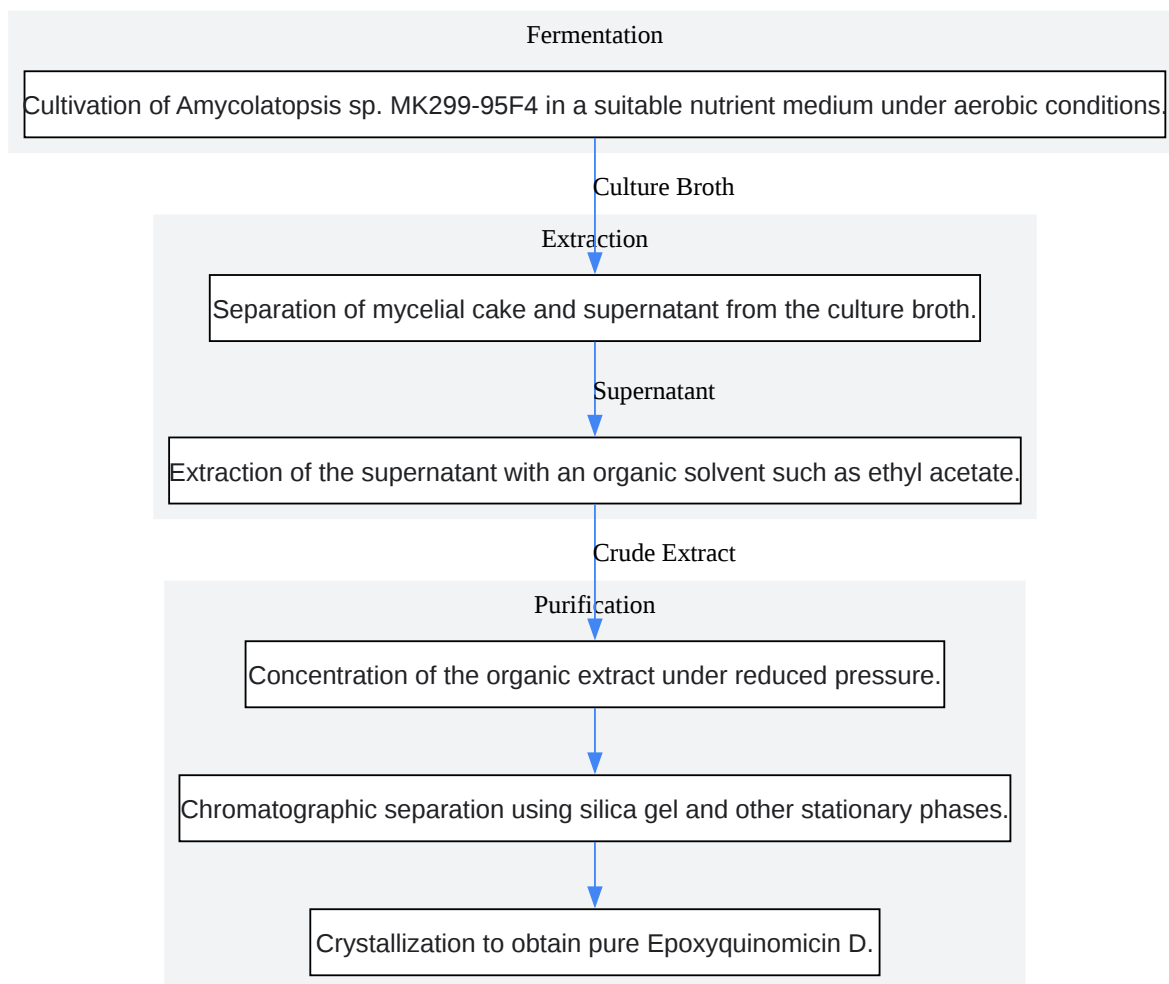 Fermentation
Cultivation of Amycolatopsis sp. MK299-95F4 in a suitable nutrient medium under aerobic conditions.
Culture Broth
Extraction
Separation of mycelial cake and supernatant from the culture broth.
Supernatant
Extraction of the supernatant with an organic solvent such as ethyl acetate.
Crude Extract
Purification
Concentration of the organic extract under reduced pressure.
Chromatographic separation using silica gel and other stationary phases.
Crystallization to obtain pure Epoxyquinomicin D.